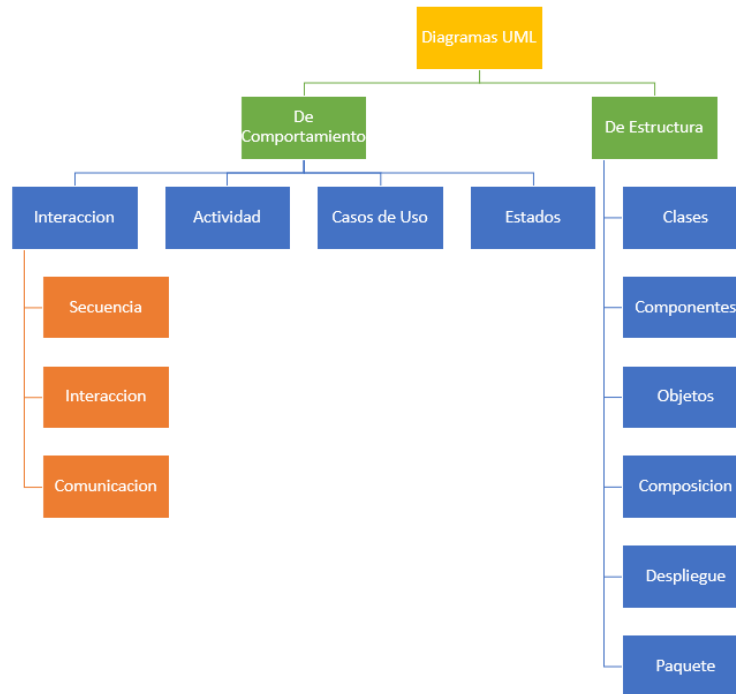 Diagramas UML
De
Comportamiento
De Estructura
Interaccion
Actividad
Casos de Uso
Estados
Clases
Secuencia
Componentes
Interaccion
Objetos
Comunicacion
Composicion
Despliegue
Paquete